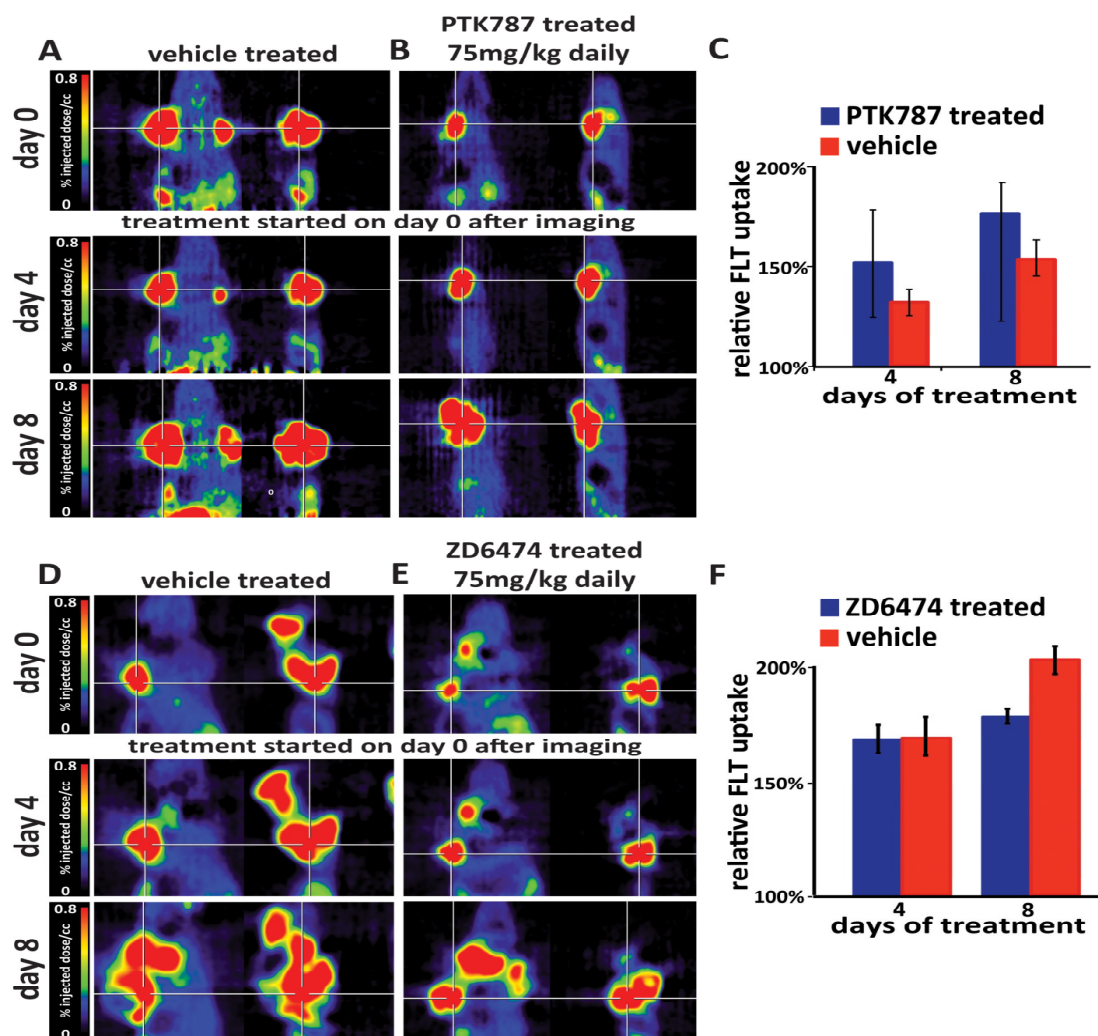 A
vehicle treated
B
PTK787 treated
75mg/kg daily
C
day 0
0.8
% injected dose/cc
0
treatment started on day 0 after imaging
day 4
0.8
% injected dose/cc
0
day 8
0.8
% injected dose/cc
0
PTK787 treated
vehicle
200%
150%
100%
relative FLT uptake
4
8
days of treatment
D
vehicle treated
E
ZD6474 treated
75mg/kg daily
F
day 0
0.8
% injected dose/cc
0
treatment started on day 0 after imaging
day 4
0.8
% injected dose/cc
0
day 8
0.8
% injected dose/cc
0
ZD6474 treated
vehicle
200%
150%
100%
relative FLT uptake
4
8
days of treatment